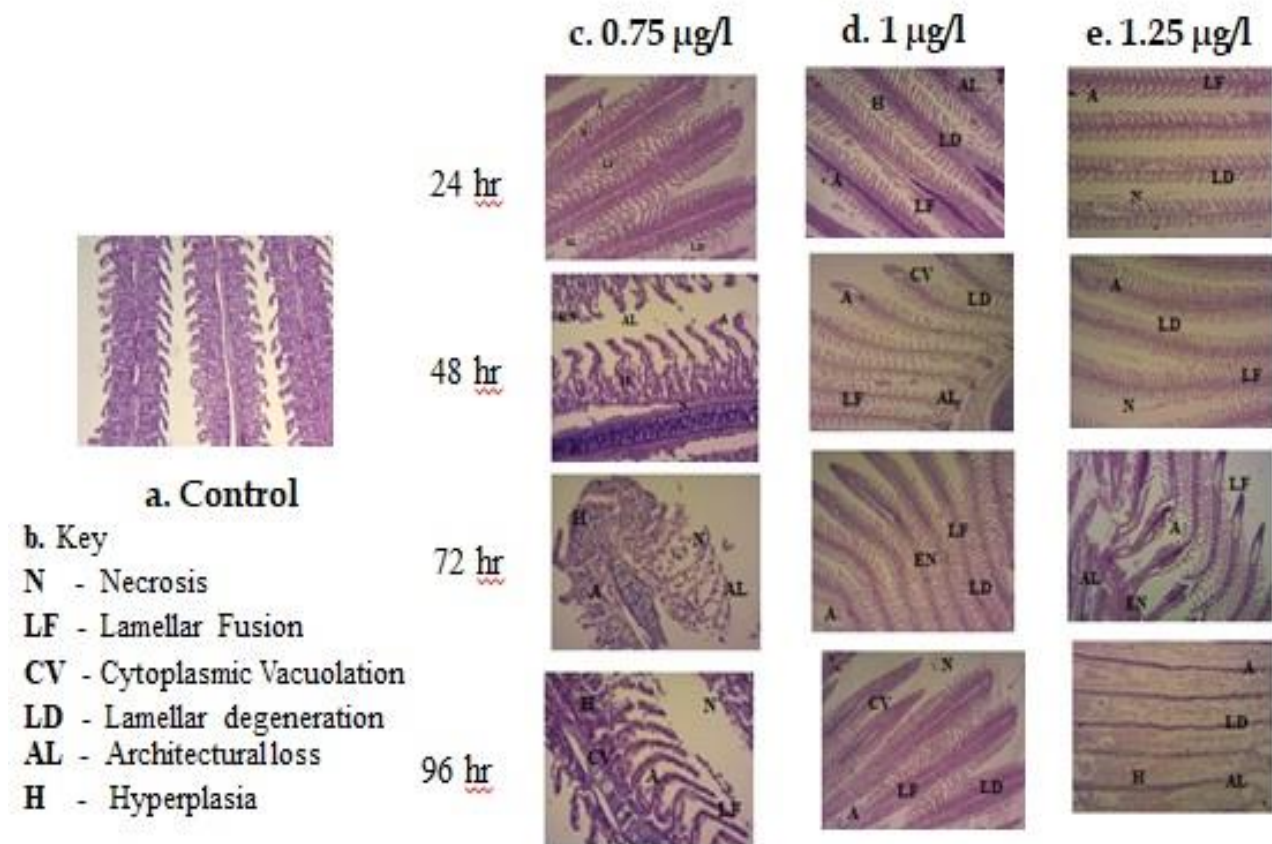 c. 0.75 µg/l
d. 1 µg/l
e. 1.25 µg/l
24 hr
LD
H
AL
LD
A
LF
A
LF
LD
N
48 hr
AL
A
N
CV
A
LD
LF
AL
A
LD
LF
N
72 hr
H
N
A
AL
LF
EN
LD
A
LF
A
AL
EN
96 hr
H
N
CV
A
LF
N
CV
LF
LD
A
A
LD
H
AL
a. Control
b. Key
N - Necrosis
LF - Lamellar Fusion
CV - Cytoplasmic Vacuolation
LD - Lamellar degeneration
AL - Architectural loss
H - Hyperplasia